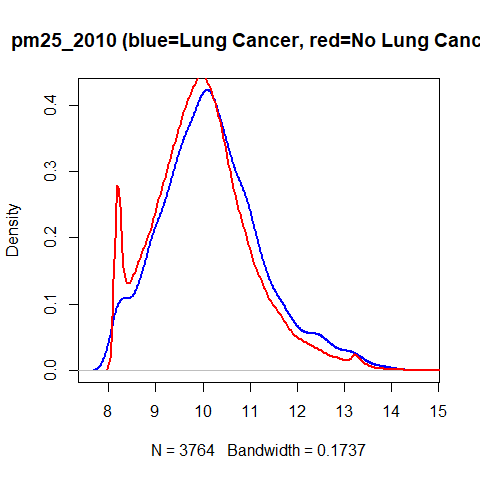 pm25_2010 (blue=Lung Cancer, red=No Lung Canc
Density
0.0 0.1 0.2 0.3 0.4
8 9 10 11 12 13 14 15
N = 3764 Bandwidth = 0.1737